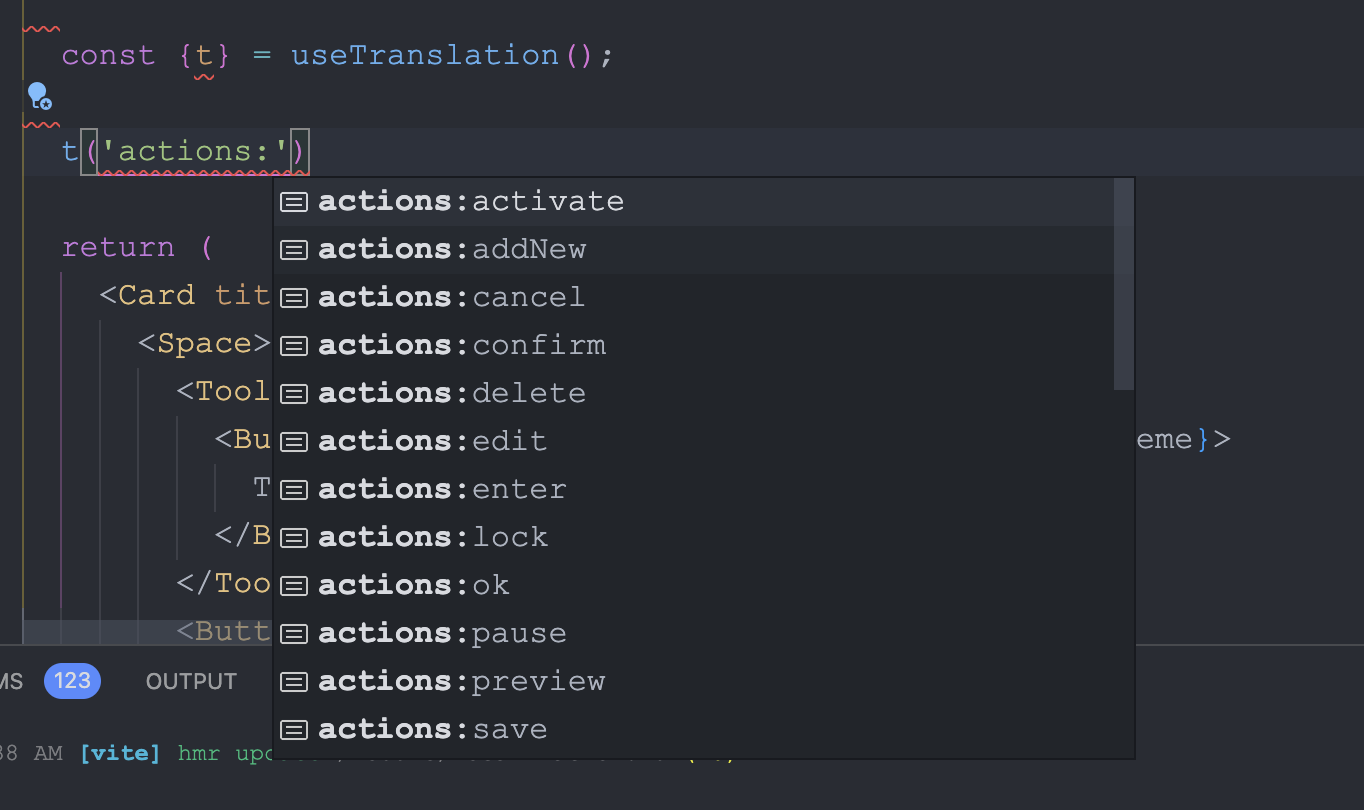 const {t} = useTranslation();
t('actions:')
actions:activate
actions:addNew
return (
<Card tit
actions:cancel
<Space>
actions:confirm
<Tool
actions:delete
<Bu
actions:edit
eme}>
T
actions:enter
</B
actions:lock
</Too
actions:ok
<Butt
actions:pause
MS 123 OUTPUT
actions:preview
actions:save
38 AM [vite] hmr upd